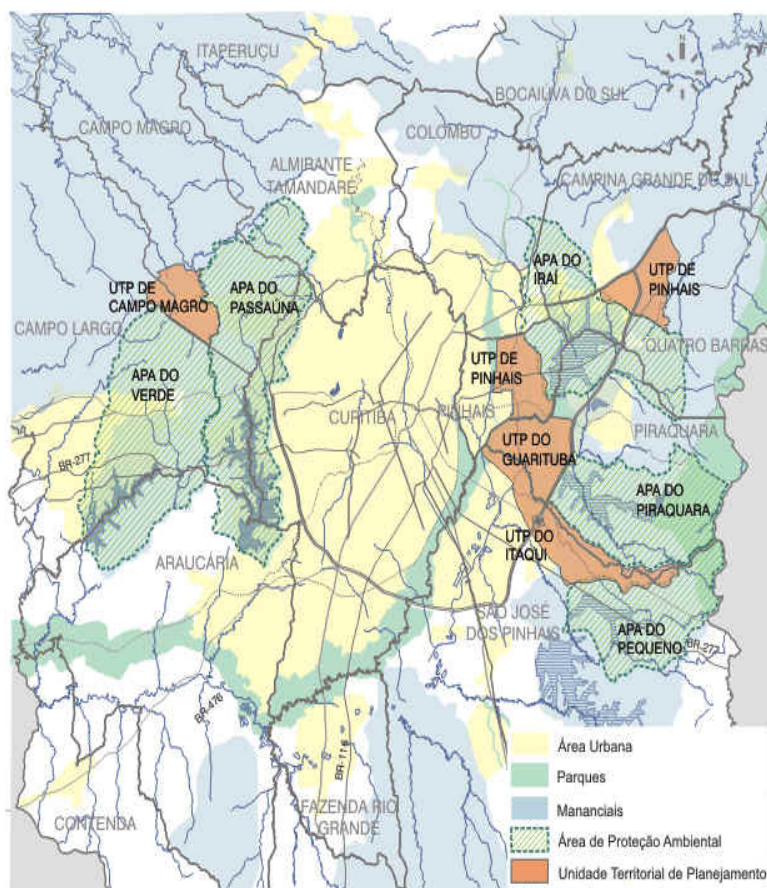 ITAPERUÇU
N
BOCAIUVA DO SUL
CAMPO MAGRO
COLOMBO
ALMIRANTE
TAMANDARÉ
CAMPINA GRANDE DO SUL
UTP DE
CAMPO MAGRO
APA DO
PASSAÚNA
APA DO
IRAÍ
UTP DE
PINHAIS
CAMPO LARGO
UTP DE
PINHAIS
QUATRO BARRAS
APA DO
VERDE
CURITIBA
PINHAIS
PIRAQUARA
UTP DO
GUARITUBA
BR-277
APA DO
PIRAQUARA
UTP DO
ITAQUI
ARAUCÁRIA
SÃO JOSÉ
DOS PINHAIS
APA DO
PEQUENO
BR-277
BR-476
BR-116
FAZENDA RIO
GRANDE
CONTENDA
Área Urbana
Parques
Mananciais
Área de Proteção Ambiental
Unidade Territorial de Planejamento